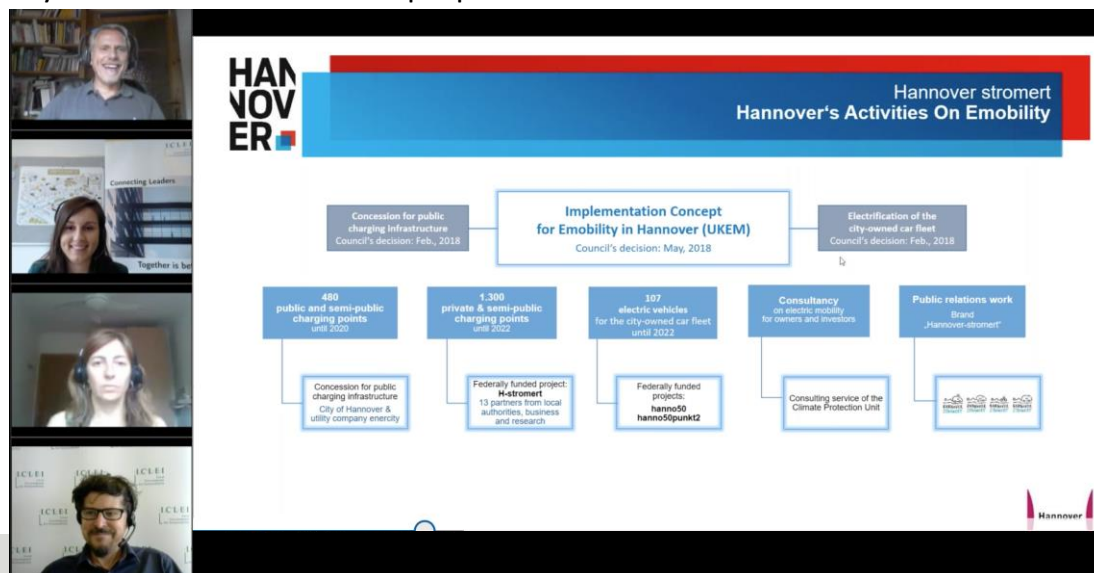 HAN
NOV
ER
Hannover stromert
Hannover's Activities On Emobility
Concession for public
charging infrastructure
Council's decision: Feb., 2018
Implementation Concept
for Emobility in Hannover (UKEM)
Council's decision: May, 2018
Electrification of the
city-owned car fleet
Council's decision: Feb., 2018
480
public and semi-public
charging points
until 2020
1,300
private & semi-public
charging points
until 2022
107
electric vehicles
for the city-owned car fleet
until 2022
Consultancy
on electric mobility
for owners and investors
Public relations work
Brand
„Hannover-stromert"
Concession for public
charging infrastructure
City of Hannover &
utility company enercity
Federally funded project:
H-stromert
13 partners from local
authorities, business
and research
Federally funded
projects:
hanno50
hanno50punkt2
Consulting service of the
Climate Protection Unit
Hannover
ICLEI
Connecting Leaders
Together is be
ICLEI
ICLEI
ICLEI